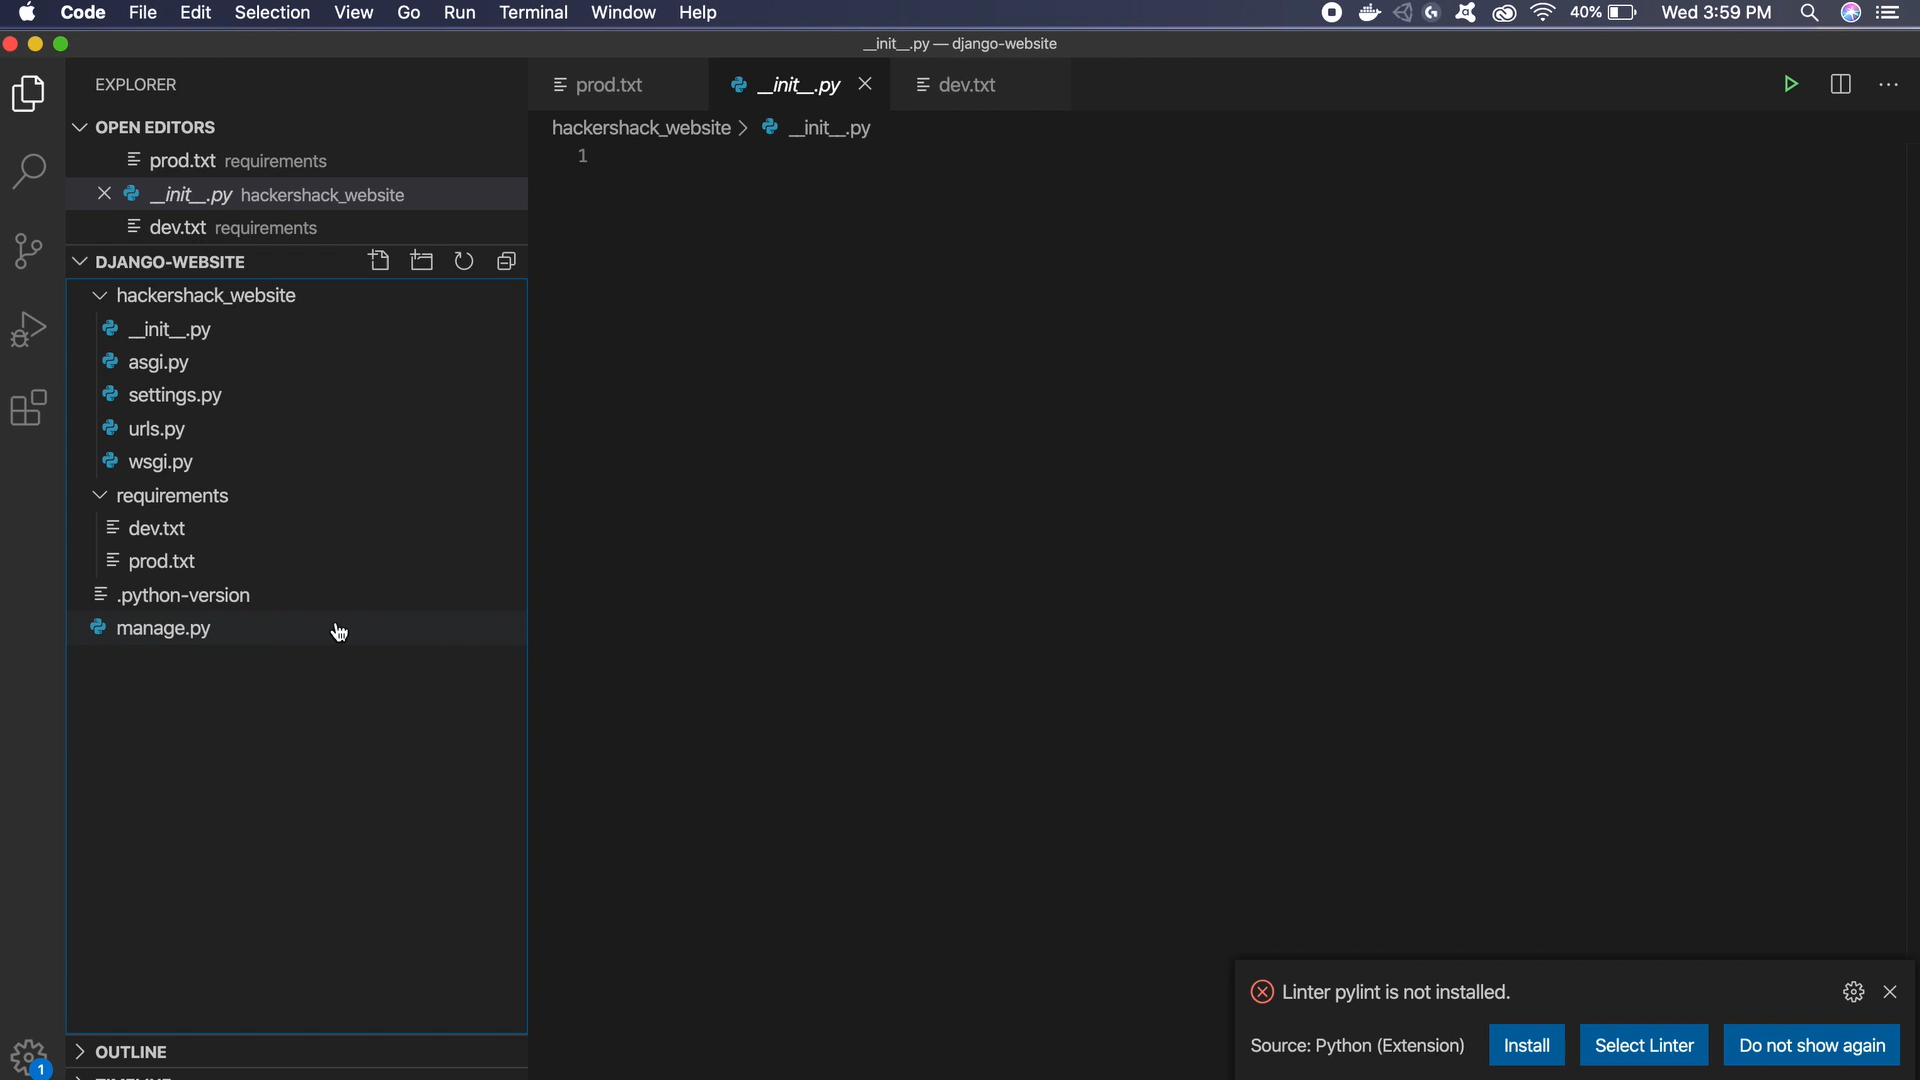 Code File Edit Selection View Go Run Terminal Window Help 40% Wed 3:59 PM
__init__.py — django-website
EXPLORER
OPEN EDITORS
prod.txt requirements
__init__.py hackershack_website
dev.txt requirements
DJANGO-WEBSITE
hackershack_website
__init__.py
asgi.py
settings.py
urls.py
wsgi.py
requirements
dev.txt
prod.txt
.python-version
manage.py
OUTLINE
1
prod.txt __init__.py dev.txt
hackershack_website > __init__.py
1
Linter pylint is not installed.
Source: Python (Extension) Install Select Linter Do not show again